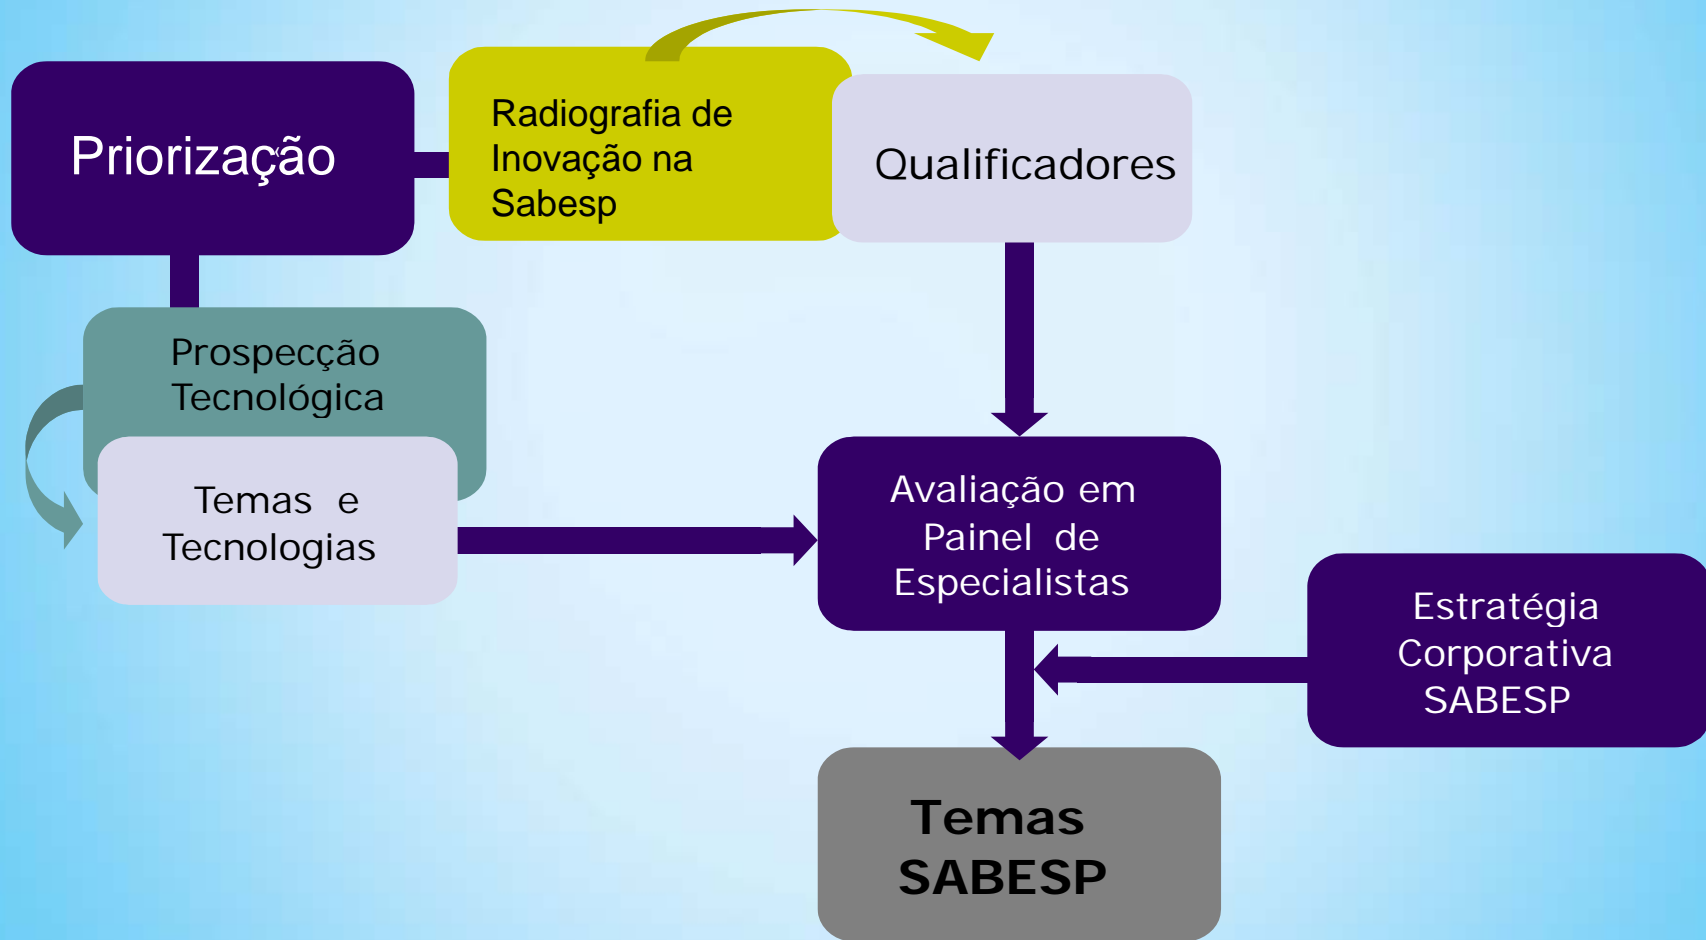 Priorização
Radiografia de
Inovação na
Sabesp
Qualificadores
Prospecção
Tecnológica
Temas e
Tecnologias
Avaliação em
Painel de
Especialistas
Estratégia
Corporativa
SABESP
Temas
SABESP